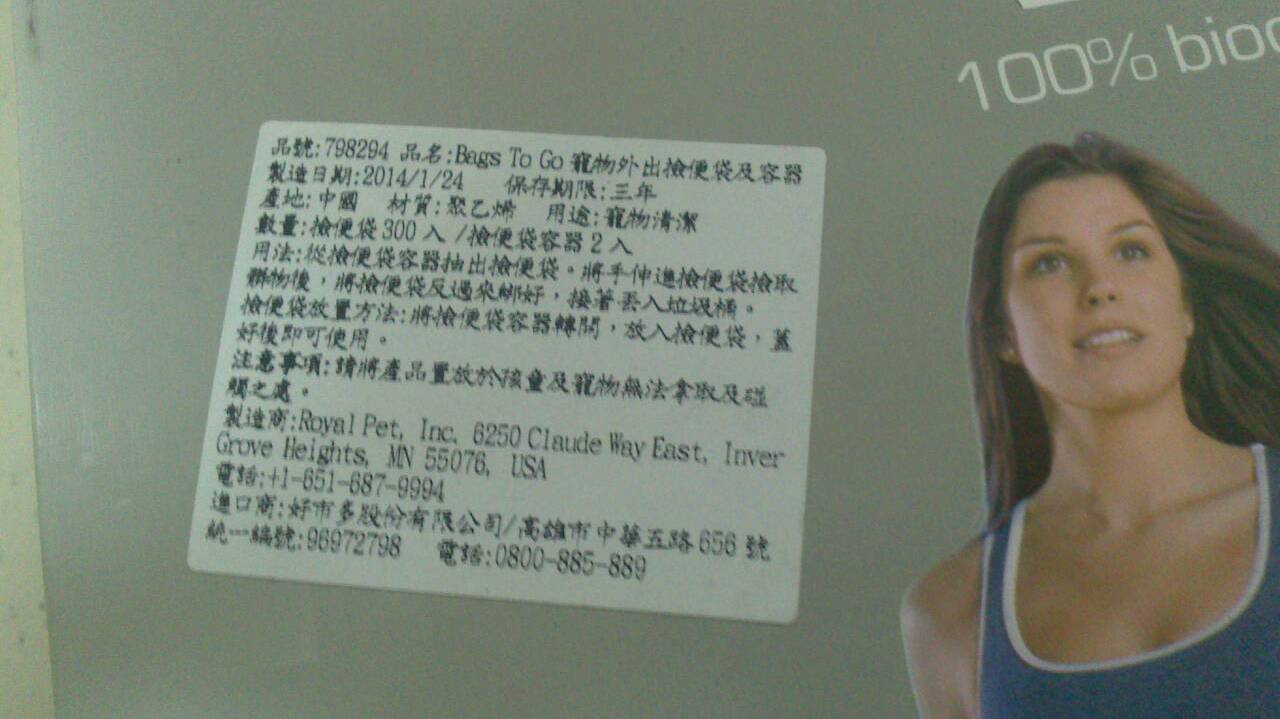 100% bio
品號:798294 品名:Bags To Go 寵物外出撿便袋及容器
製造日期:2014/1/24 保存期限:三年
產地:中國 材質:聚乙烯 用途:寵物清潔
數量:撿便袋300入/撿便袋容器2入
用法:從撿便袋容器抽出撿便袋。將手伸進撿便袋撿取
髒物後,將撿便袋反過來綁好,接著丟入垃圾桶。
撿便袋放置方法:將撿便袋容器轉開,放入撿便袋,蓋
好後即可使用。
注意事項:請將產品置放於孩童及寵物無法拿取及碰
觸之處。
製造商:Royal Pet, Inc. 6250 Claude Way East, Inver
Grove Heights, MN 55076, USA
電話:+1-651-687-9994
進口商:好市多股份有限公司/高雄市中華五路656號
統一編號:96972798 電話:0800-885-889